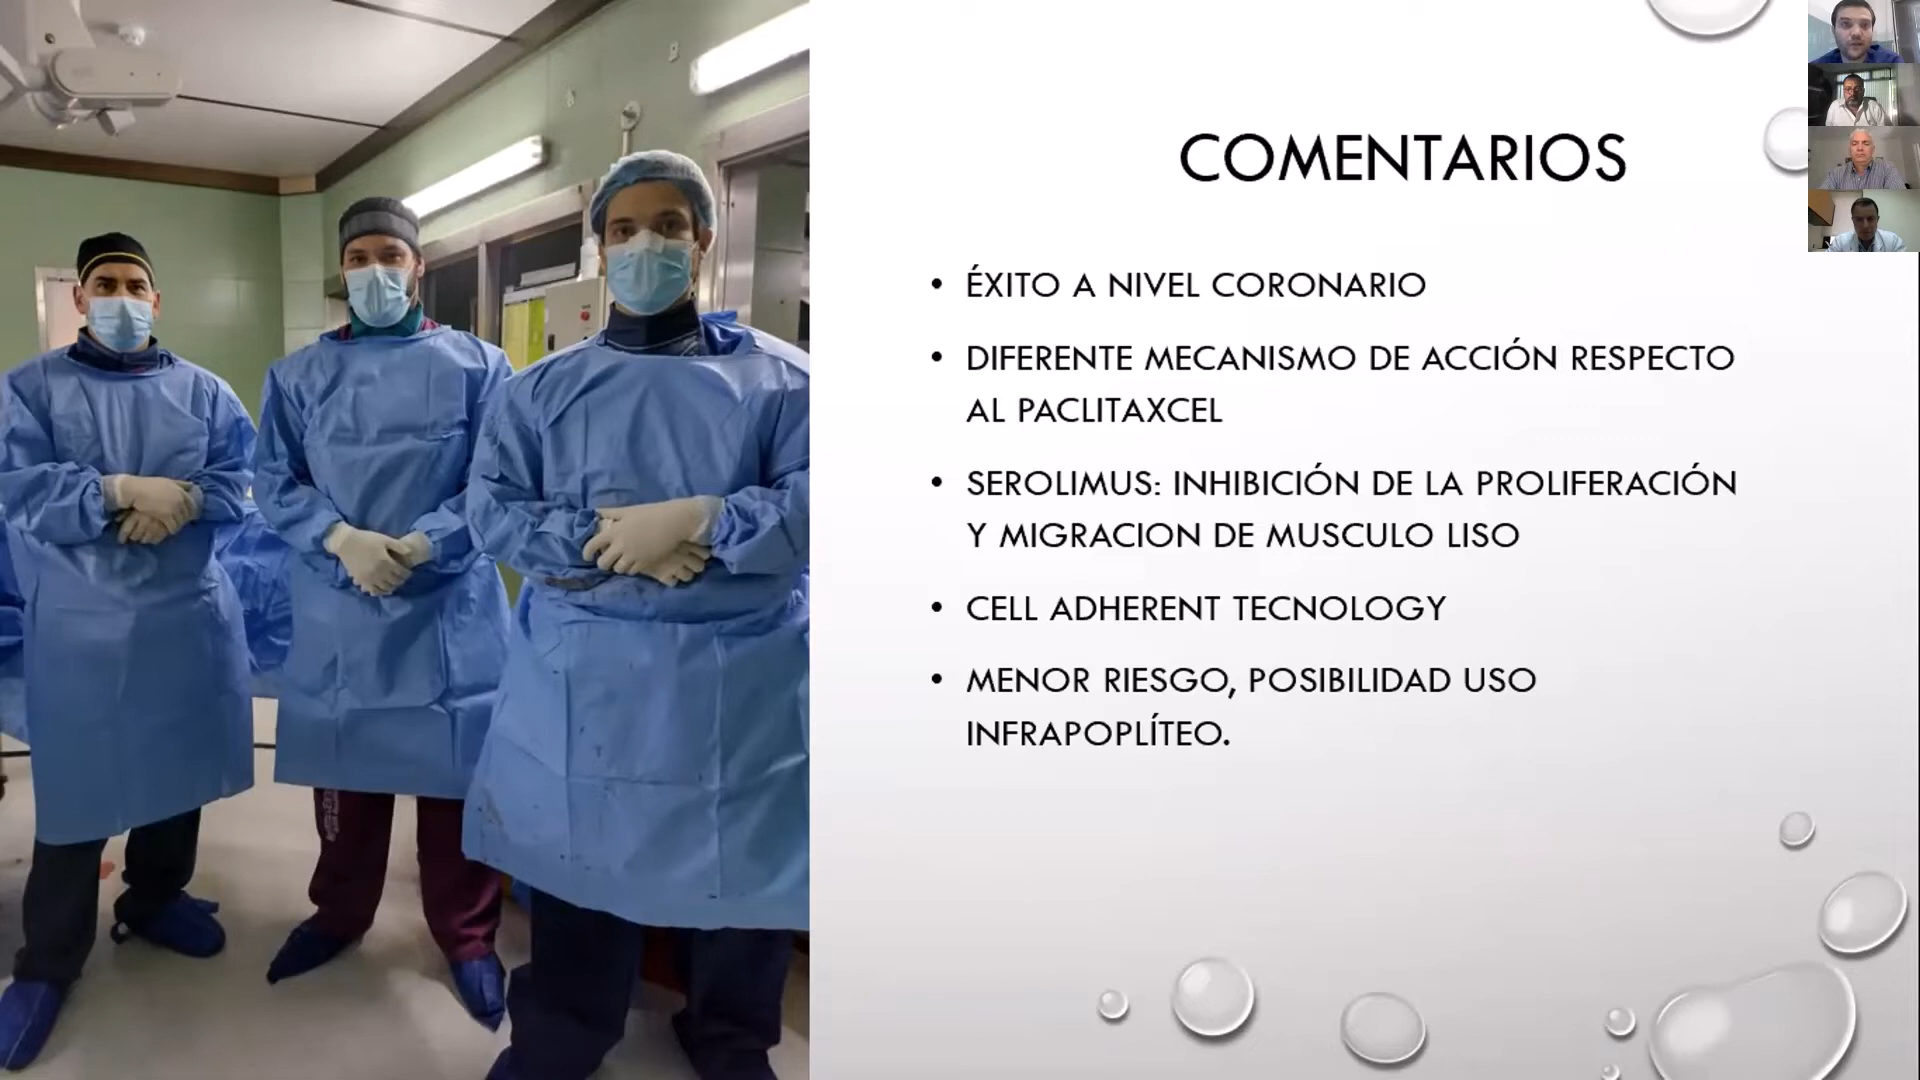 COMENTARIOS
• ÉXITO A NIVEL CORONARIO
• DIFERENTE MECANISMO DE ACCIÓN RESPECTO
AL PACLITAXCEL
• SEROLIMUS: INHIBICIÓN DE LA PROLIFERACIÓN
Y MIGRACION DE MUSCULO LISO
• CELL ADHERENT TECNOLOGY
• MENOR RIESGO, POSIBILIDAD USO
INFRAPOPLÍTEO.